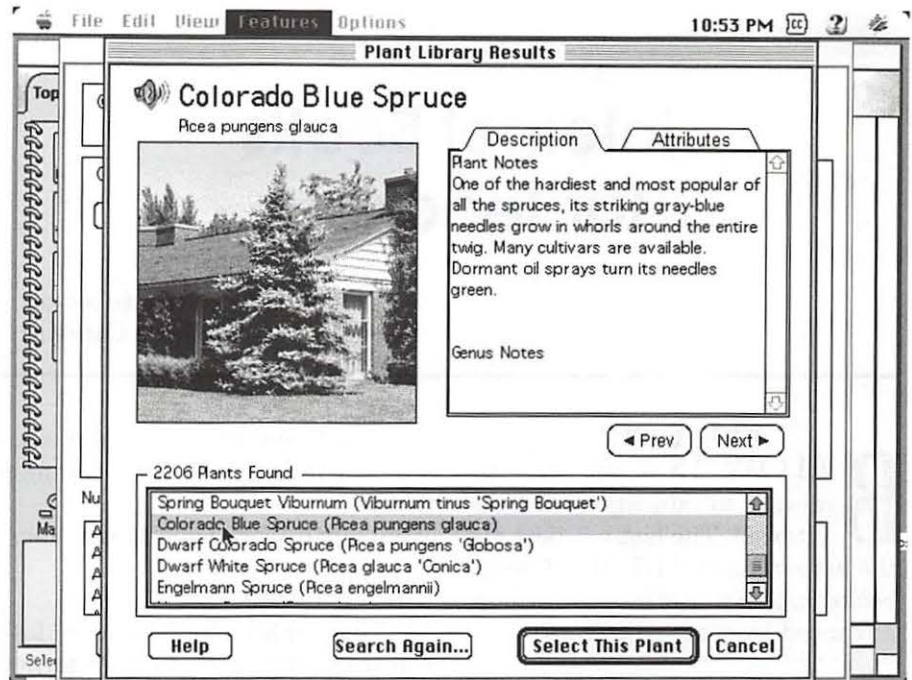 File Edit View Features Options 10:53 PM
Plant Library Results
Top
Colorado Blue Spruce
Picea pungens glauca
Description Attributes
Plant Notes
One of the hardiest and most popular of
all the spruces, its striking gray-blue
needles grow in whorls around the entire
twig. Many cultivars are available.
Dormant oil sprays turn its needles
green.
Genus Notes
Prev Next
2206 Plants Found
Nu
Spring Bouquet Viburnum (Viburnum tinus 'Spring Bouquet')
Colorado Blue Spruce (Picea pungens glauca)
Ma
Dwarf Colorado Spruce (Picea pungens 'Globosa')
Dwarf White Spruce (Picea glauca 'Conica')
Engelmann Spruce (Picea engelmannii)
Help Search Again... Select This Plant Cancel
Sele